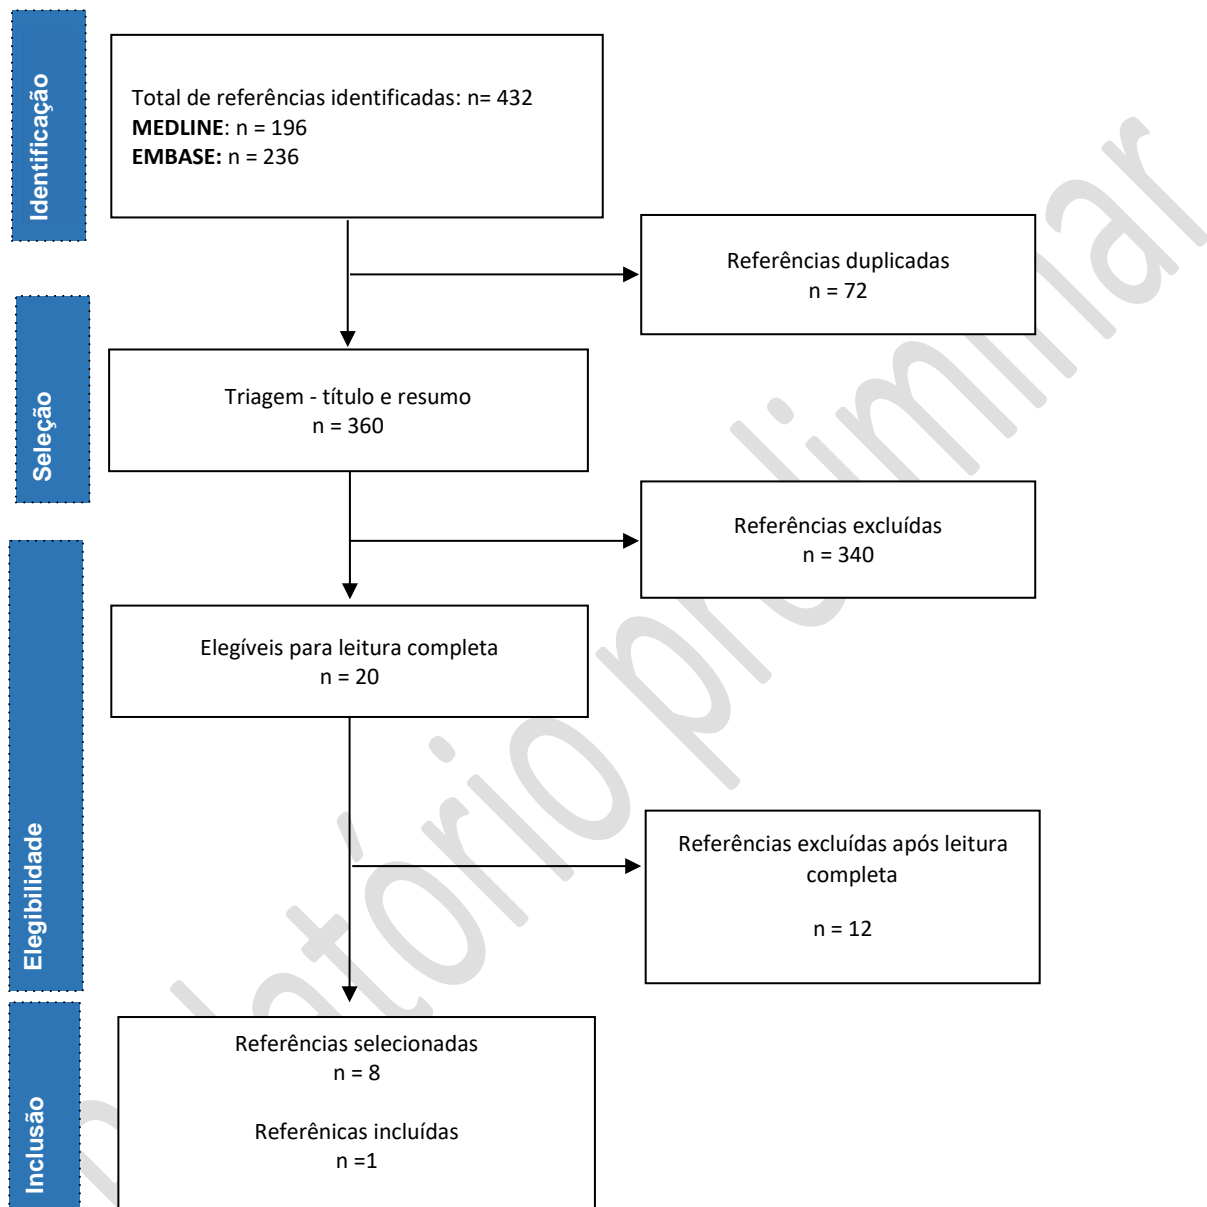 Identificação
Total de referências identificadas: n= 432
MEDLINE: n = 196
EMBASE: n = 236
Referências duplicadas
n = 72
Seleção
Triagem - título e resumo
n = 360
Referências excluídas
n = 340
Elegibilidade
Elegíveis para leitura completa
n = 20
Referências excluídas após leitura
completa
n = 12
Inclusão
Referências selecionadas
n = 8
Referênicas incluídas
n =1
latório preliminar